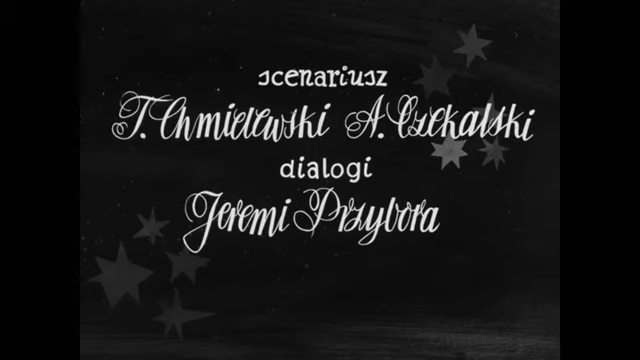 scenariusz
T. Chmielewski A. Czekalski
dialogi
Jeremi Przybora